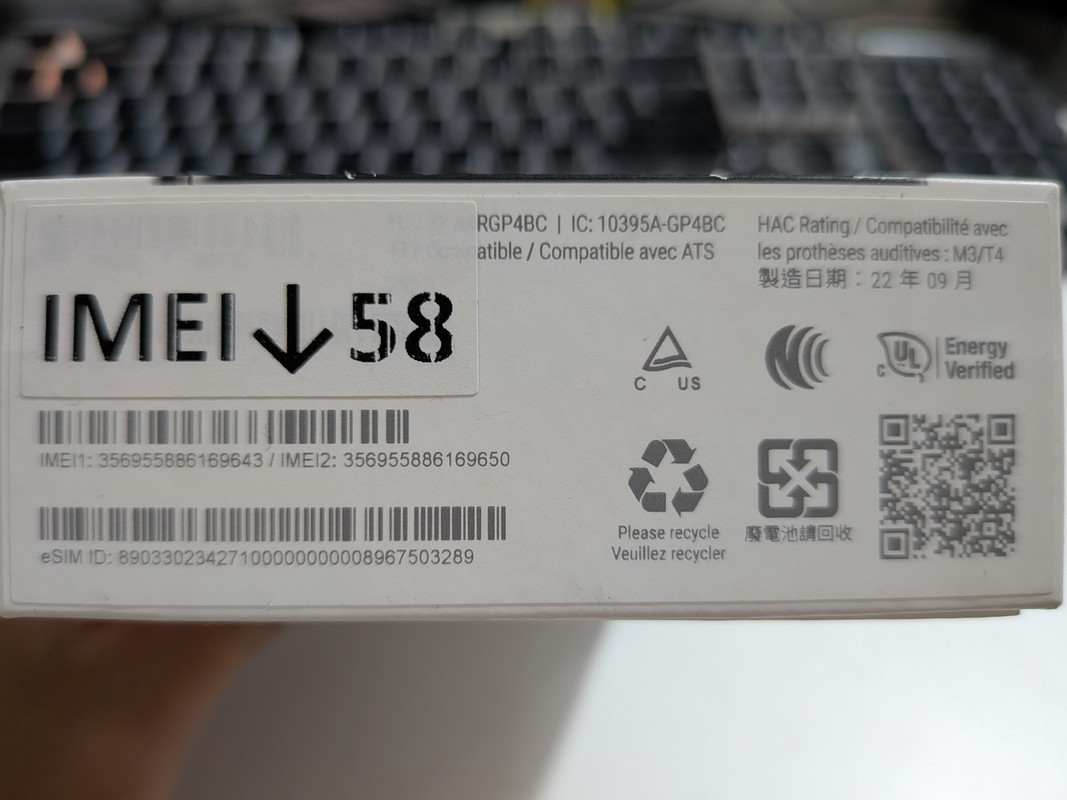 RGP4BC | IC: 10395A-GP4BC
atible / Compatible avec ATS
HAC Rating / Compatibilité avec
les prothèses auditives : M3/T4
製造日期：22 年 09 月
IMEI↓58
C US
C UL US
Energy
Verified
IMEI1: 356955886169643 / IMEI2: 356955886169650
eSIM ID: 89033023427100000000008967503289
Please recycle
Veuillez recycler
廢電池請回收